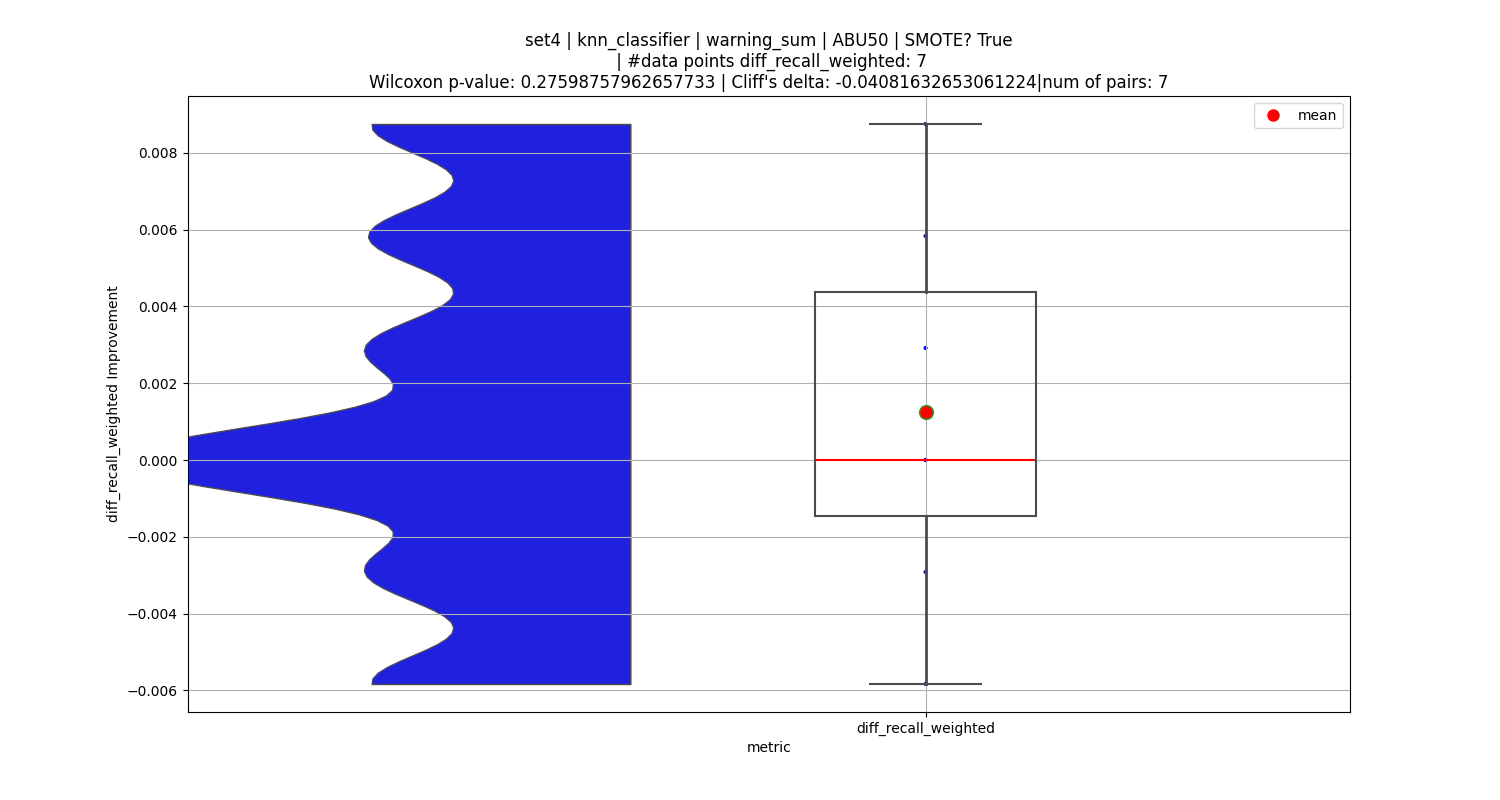 set4 | knn_classifier | warning_sum | ABU50 | SMOTE? True
| #data points diff_recall_weighted: 7
Wilcoxon p-value: 0.27598757962657733 | Cliff's delta: -0.04081632653061224|num of pairs: 7
mean
0.008
0.006
0.004
0.002
0.000
−0.002
−0.004
−0.006
diff_recall_weighted Improvement
diff_recall_weighted
metric